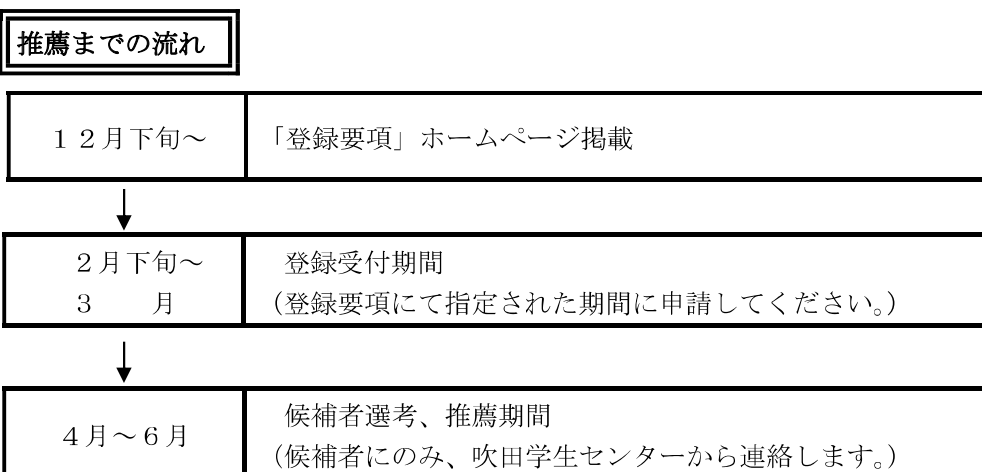 推薦までの流れ
１２月下旬～
「登録要項」ホームページ掲載
２月下旬～
３　　月
登録受付期間
（登録要項にて指定された期間に申請してください。）
４月～６月
候補者選考、推薦期間
（候補者にのみ、吹田学生センターから連絡します。）